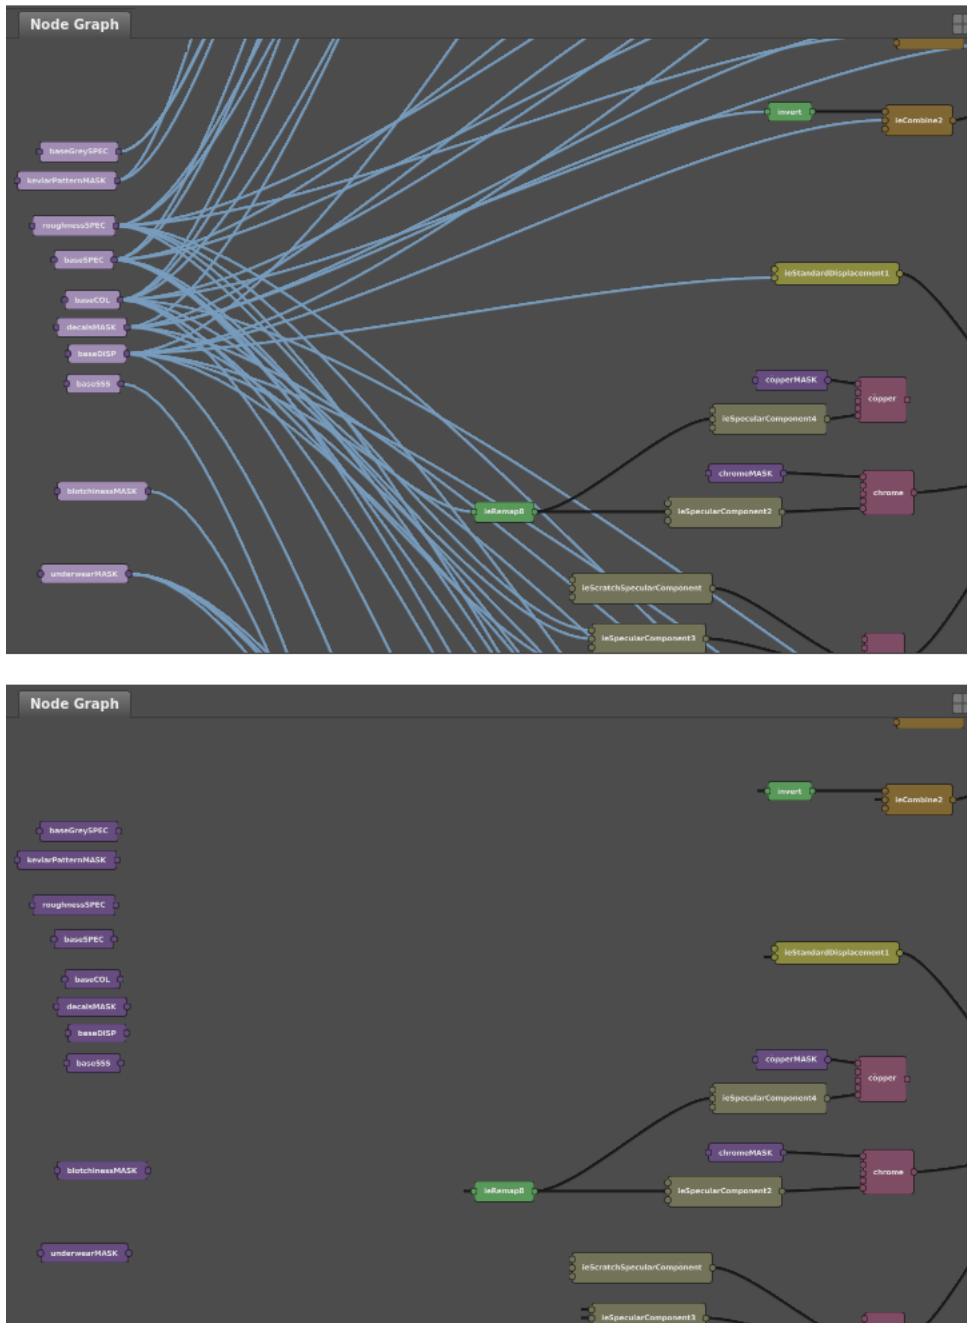 Node Graph
invert
ieCombine2
baseGreySPEC
kevlarPatternMASK
roughnessSPEC
baseSPEC
ieStandardDisplacement1
baseCOL
decalsMASK
baseDISP
baseSSS
copperMASK
copper
ieSpecularComponent4
chromeMASK
blotchinessMASK
chrome
ieRemap8
ieSpecularComponent2
underwearMASK
ieScratchSpecularComponent
ieSpecularComponent3
Node Graph
invert
ieCombine2
baseGreySPEC
kevlarPatternMASK
roughnessSPEC
baseSPEC
ieStandardDisplacement1
baseCOL
decalsMASK
baseDISP
baseSSS
copperMASK
copper
ieSpecularComponent4
chromeMASK
blotchinessMASK
chrome
ieRemap8
ieSpecularComponent2
underwearMASK
ieScratchSpecularComponent
ieSpecularComponent3